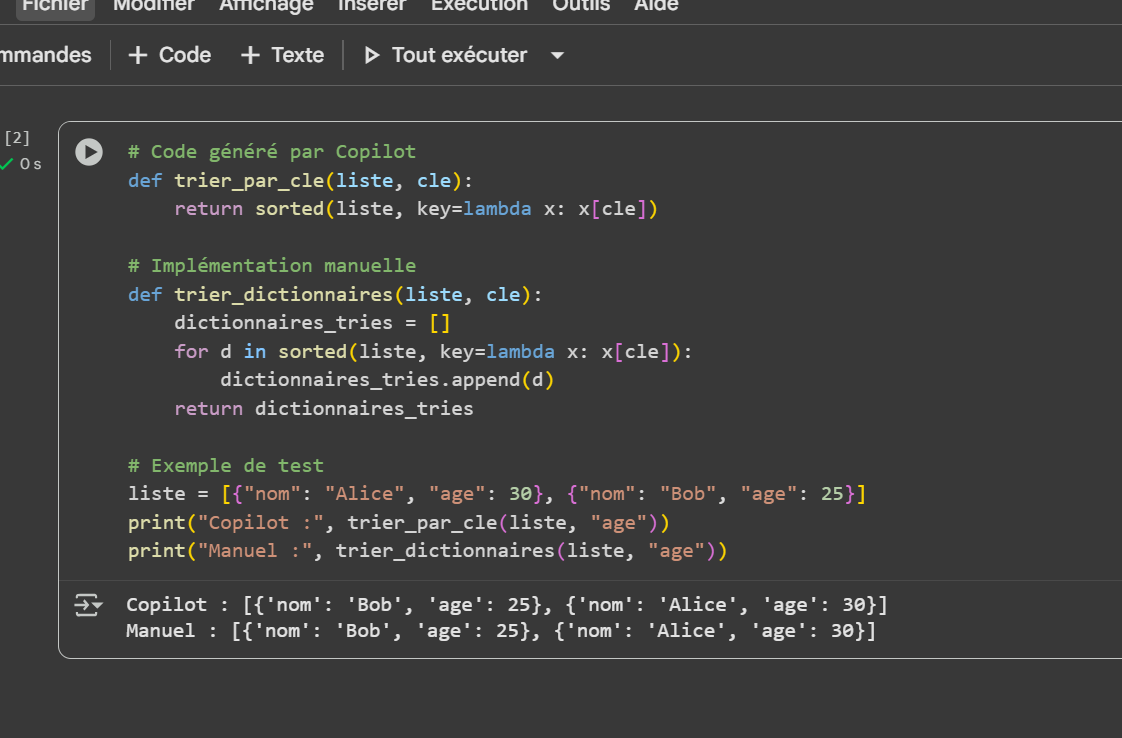 Fichier Modifier Affichage Insérer Exécution Outils Aide
mmandes + Code + Texte Tout exécuter
[2]
0 s
# Code généré par Copilot
def trier_par_cle(liste, cle):
    return sorted(liste, key=lambda x: x[cle])
# Implémentation manuelle
def trier_dictionnaires(liste, cle):
    dictionnaires_tries = []
    for d in sorted(liste, key=lambda x: x[cle]):
        dictionnaires_tries.append(d)
    return dictionnaires_tries
# Exemple de test
liste = [{"nom": "Alice", "age": 30}, {"nom": "Bob", "age": 25}]
print("Copilot :", trier_par_cle(liste, "age"))
print("Manuel :", trier_dictionnaires(liste, "age"))
Copilot : [{'nom': 'Bob', 'age': 25}, {'nom': 'Alice', 'age': 30}]
Manuel : [{'nom': 'Bob', 'age': 25}, {'nom': 'Alice', 'age': 30}]